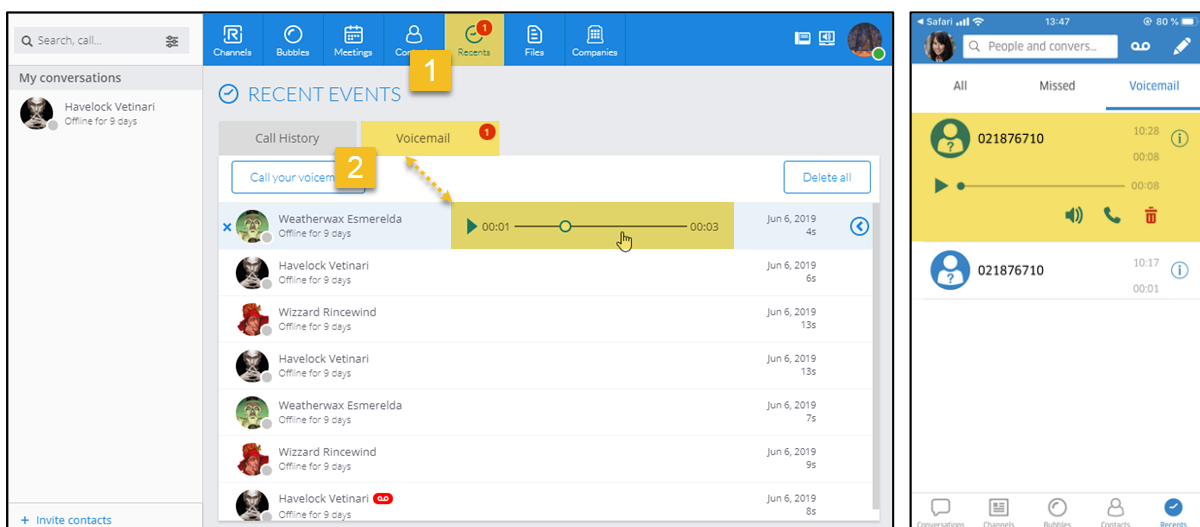 Search, call...
My conversations
Havelock Vetinari
Offline for 9 days
+ Invite contacts
Channels
Bubbles
Meetings
Recents
1
Files
Companies
1
RECENT EVENTS
Call History
Voicemail
1
2
Call your voicem
Delete all
Weatherwax Esmerelda
Offline for 9 days
00:01
00:03
Jun 6, 2019
4s
Havelock Vetinari
Offline for 9 days
Jun 6, 2019
6s
Wizzard Rincewind
Offline for 9 days
Jun 6, 2019
13s
Havelock Vetinari
Offline for 9 days
Jun 6, 2019
13s
Weatherwax Esmerelda
Offline for 9 days
Jun 6, 2019
7s
Wizzard Rincewind
Offline for 9 days
Jun 6, 2019
9s
Havelock Vetinari
Offline for 9 days
Jun 6, 2019
8s
Safari
13:47
80 %
People and convers...
All
Missed
Voicemail
021876710
10:28
00:08
00:08
021876710
10:17
00:01
Conversations
Channels
Bubbles
Contacts
Recents